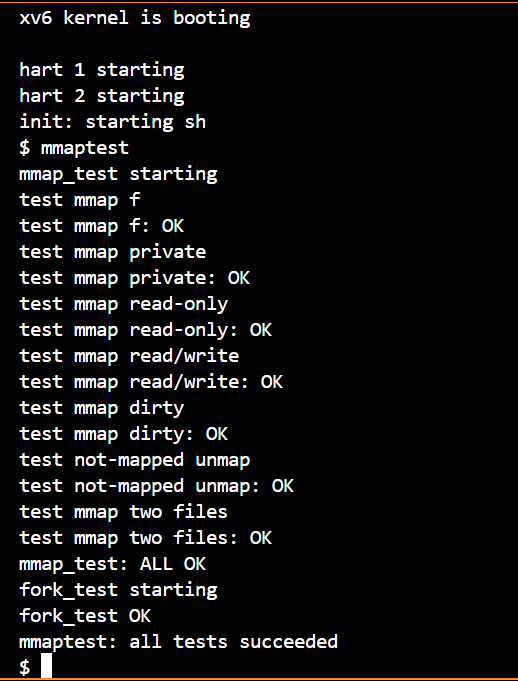 xv6 kernel is booting
hart 1 starting
hart 2 starting
init: starting sh
$ mmaptest
mmap_test starting
test mmap f
test mmap f: OK
test mmap private
test mmap private: OK
test mmap read-only
test mmap read-only: OK
test mmap read/write
test mmap read/write: OK
test mmap dirty
test mmap dirty: OK
test not-mapped unmap
test not-mapped unmap: OK
test mmap two files
test mmap two files: OK
mmap_test: ALL OK
fork_test starting
fork_test OK
mmaptest: all tests succeeded
$